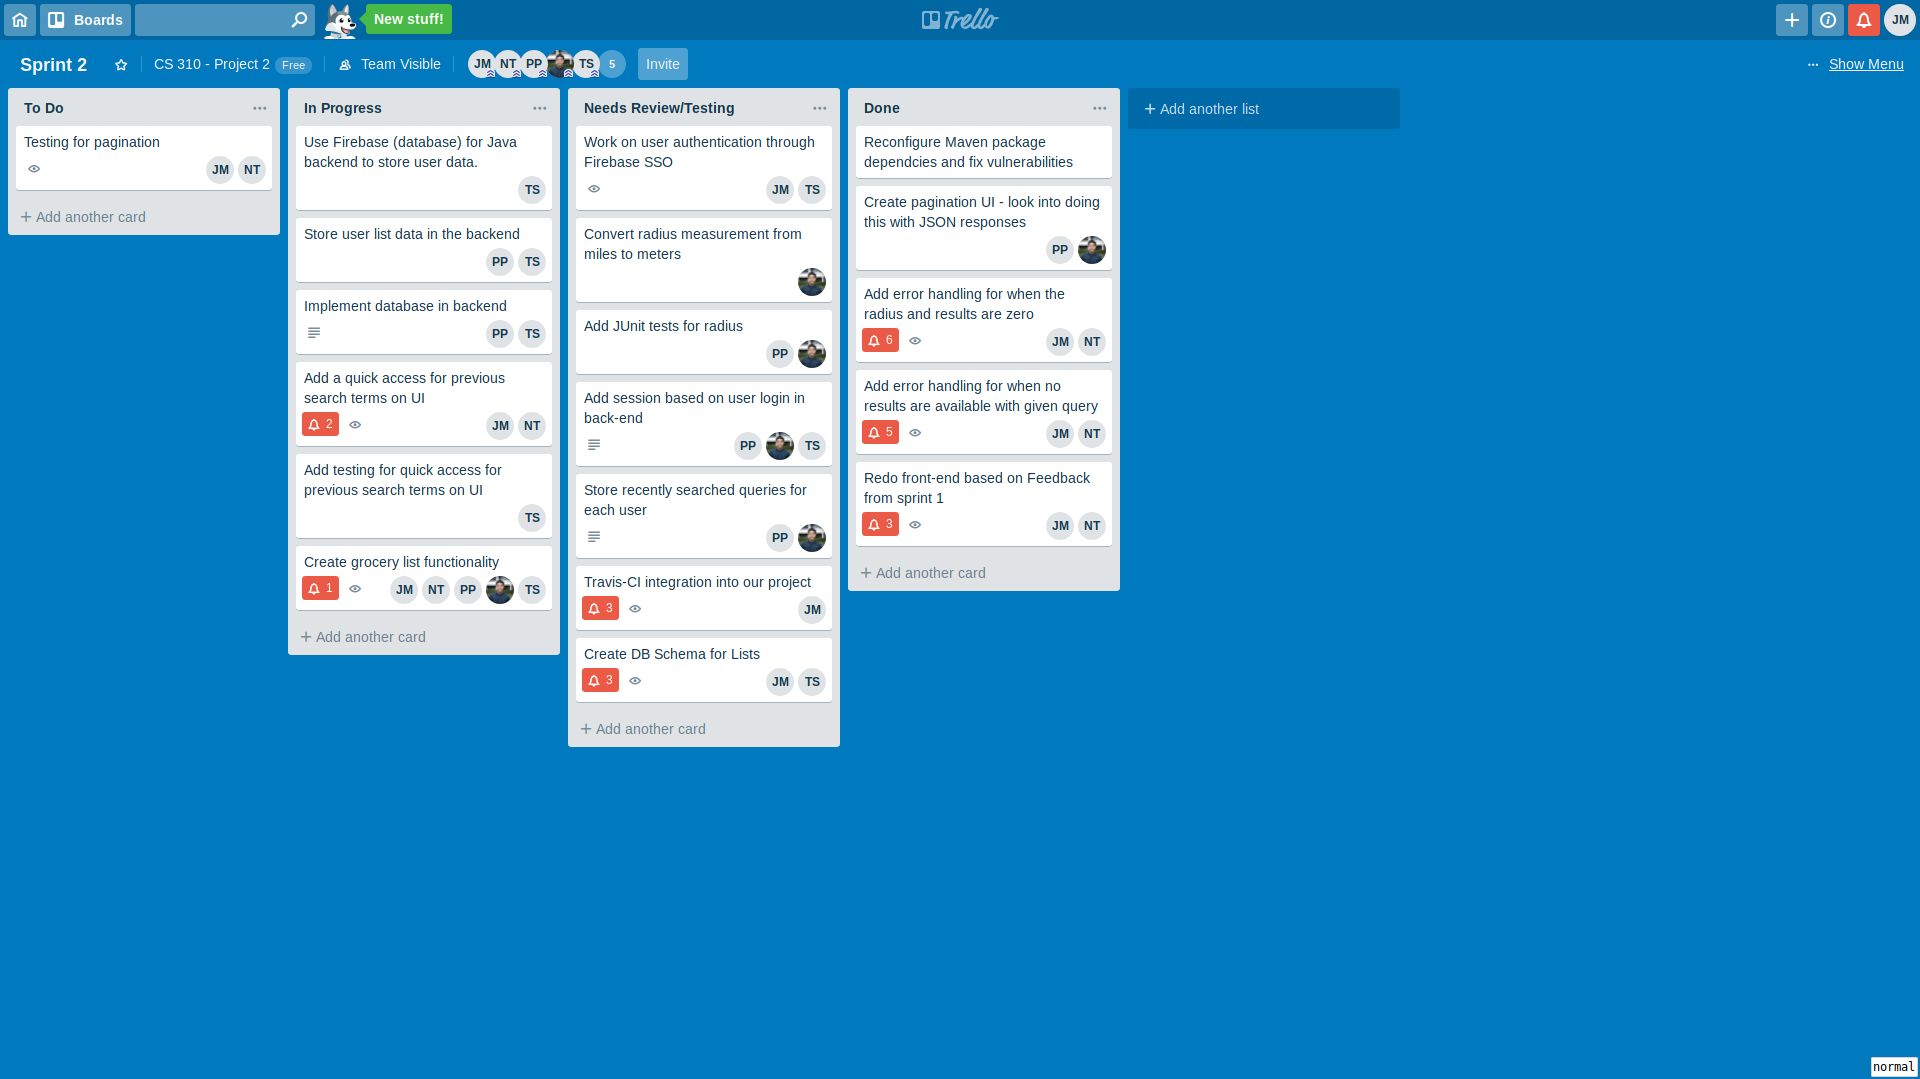 Boards
New stuff!
Trello
JM
Sprint 2
CS 310 - Project 2 Free
Team Visible
JM NT PP TS 5
Invite
Show Menu
To Do
Testing for pagination
JM NT
Add another card
In Progress
Use Firebase (database) for Java
backend to store user data.
TS
Store user list data in the backend
PP TS
Implement database in backend
PP TS
Add a quick access for previous
search terms on UI
2 JM NT
Add testing for quick access for
previous search terms on UI
TS
Create grocery list functionality
1 JM NT PP TS
Add another card
Needs Review/Testing
Work on user authentication through
Firebase SSO
JM TS
Convert radius measurement from
miles to meters
Add JUnit tests for radius
PP
Add session based on user login in
back-end
PP TS
Store recently searched queries for
each user
PP
Travis-CI integration into our project
3 JM
Create DB Schema for Lists
3 JM TS
Add another card
Done
Reconfigure Maven package
dependcies and fix vulnerabilities
Create pagination UI - look into doing
this with JSON responses
PP
Add error handling for when the
radius and results are zero
6 JM NT
Add error handling for when no
results are available with given query
5 JM NT
Redo front-end based on Feedback
from sprint 1
3 JM NT
Add another card
Add another list
normal